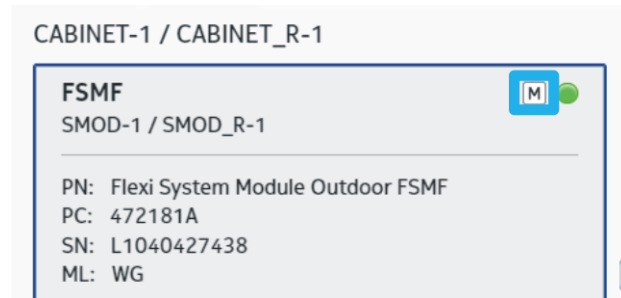 CABINET-1 / CABINET_R-1
FSMF M
SMOD-1 / SMOD_R-1
PN: Flexi System Module Outdoor FSMF
PC: 472181A
SN: L1040427438
ML: WG